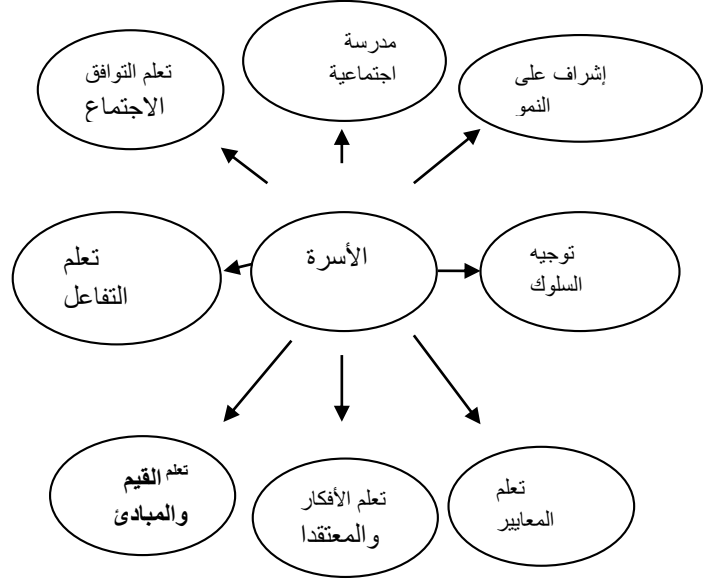 مدرسة
اجتماعية
إشراف على
النمو
تعلم التوافق
الاجتماع
الأسرة
توجيه
السلوك
تعلم
التفاعل
تعلم
المعايير
تعلم الأفكار
والمعتقدا
تعلم القيم
والمبادئ